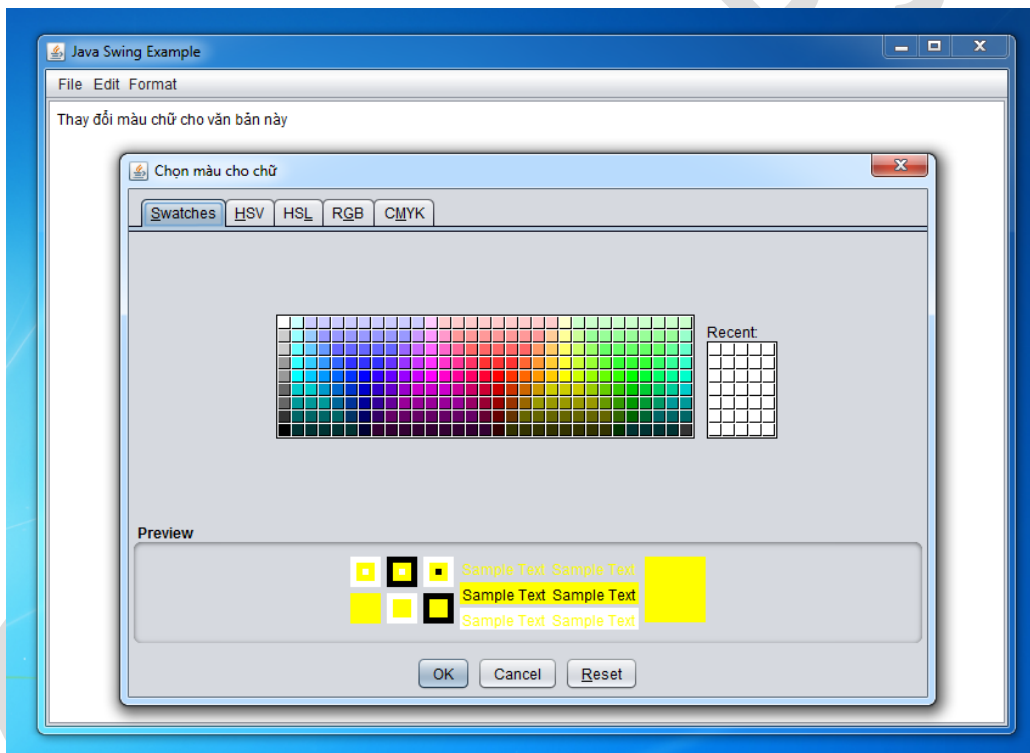 Java Swing Example
File Edit Format
Thay đổi màu chữ cho văn bản này
Chọn màu cho chữ
Swatches HSV HSL RGB CMYK
Recent:
Preview
Sample Text Sample Text
Sample Text Sample Text
Sample Text Sample Text
OK Cancel Reset